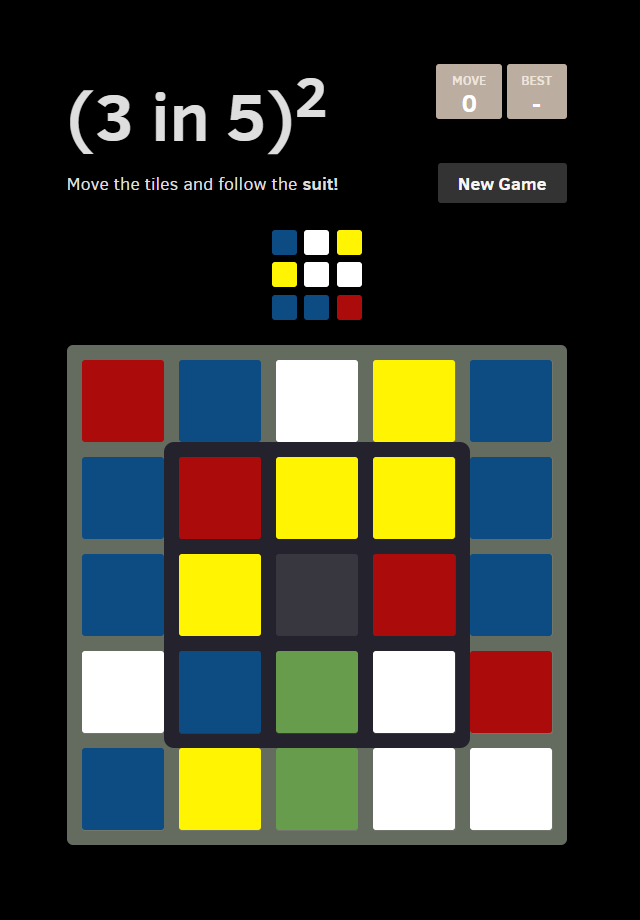 (3 in 5)²
MOVE
0
BEST
-
Move the tiles and follow the suit!
New Game